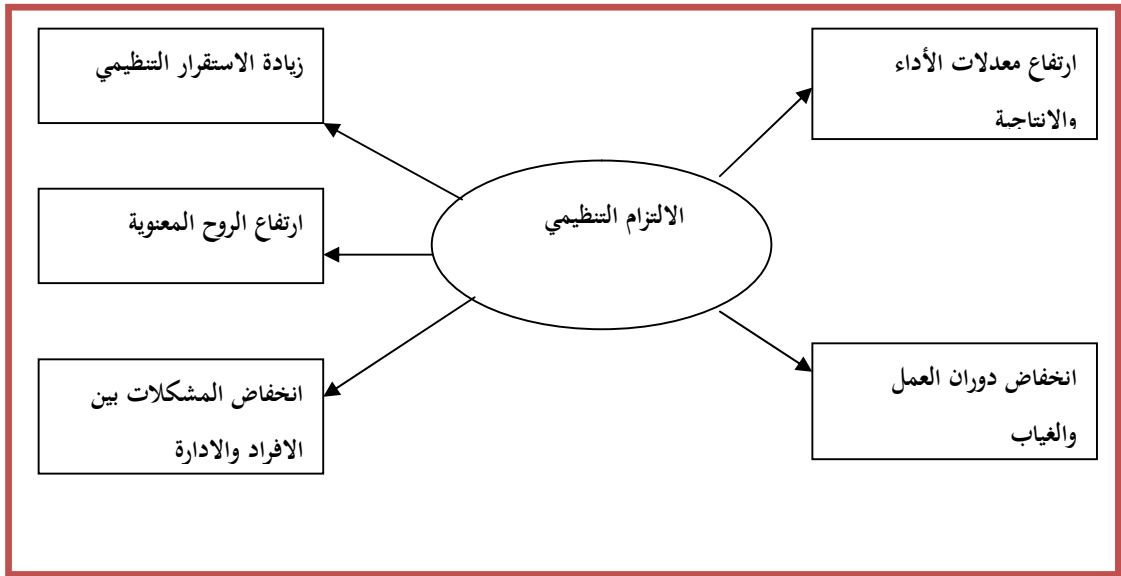 ارتفاع معدلات الأداء
والانتاجية
زيادة الاستقرار التنظيمي
الالتزام التنظيمي
ارتفاع الروح المعنوية
انخفاض دوران العمل
والغياب
انخفاض المشكلات بين
الافراد والادارة